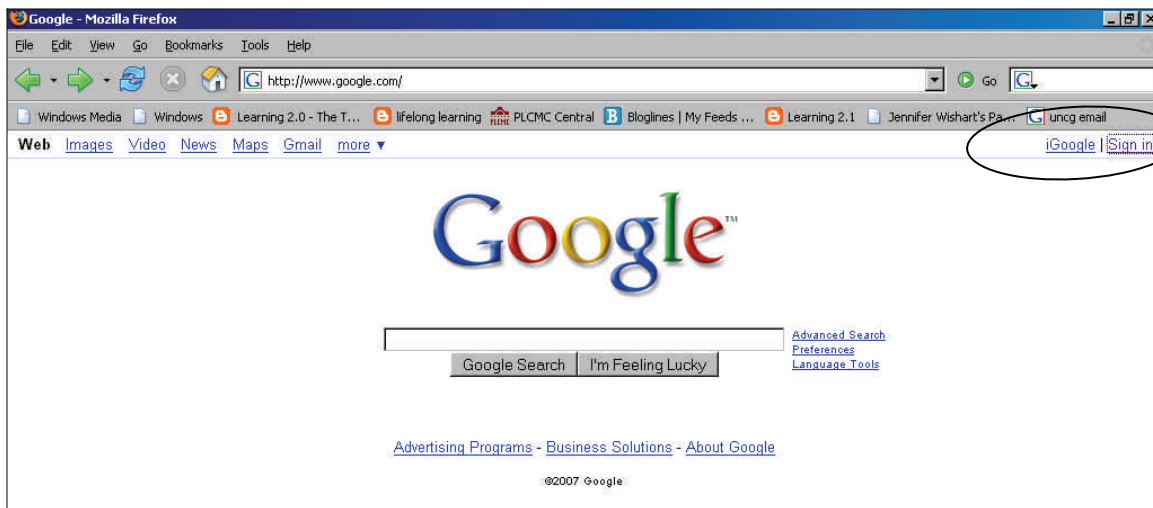 Google - Mozilla Firefox
File Edit View Go Bookmarks Tools Help
http://www.google.com/ Go G
Windows Media Windows Learning 2.0 - The T... lifelong learning PLCMC Central B Bloglines | My Feeds ... Learning 2.1 Jennifer Wishart's Pa... G uncg email
Web Images Video News Maps Gmail more ▼ iGoogle | Sign in
Google™
Advanced Search
Preferences
Google Search I'm Feeling Lucky Language Tools
Advertising Programs - Business Solutions - About Google
©2007 Google